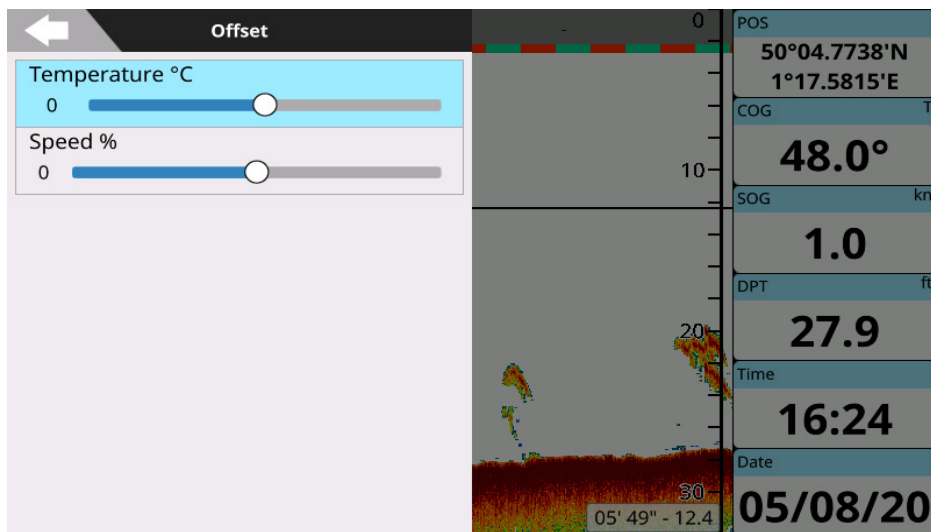 Offset
Temperature °C
0
Speed %
0
0
10
20
30
05' 49" - 12.4
POS
50°04.7738'N
1°17.5815'E
COG T
48.0°
SOG kn
1.0
DPT ft
27.9
Time
16:24
Date
05/08/20